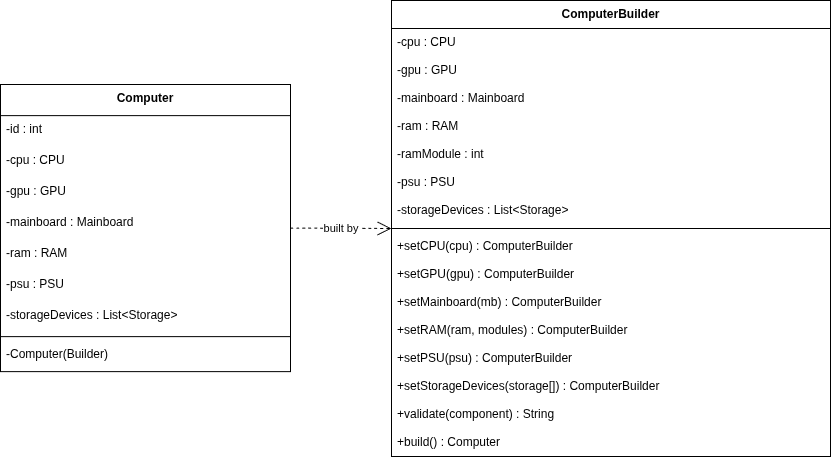 Computer
-id : int
-cpu : CPU
-gpu : GPU
-mainboard : Mainboard
-ram : RAM
-psu : PSU
-storageDevices : List<Storage>
-Computer(Builder)
built by
ComputerBuilder
-cpu : CPU
-gpu : GPU
-mainboard : Mainboard
-ram : RAM
-ramModule : int
-psu : PSU
-storageDevices : List<Storage>
+setCPU(cpu) : ComputerBuilder
+setGPU(gpu) : ComputerBuilder
+setMainboard(mb) : ComputerBuilder
+setRAM(ram, modules) : ComputerBuilder
+setPSU(psu) : ComputerBuilder
+setStorageDevices(storage[]) : ComputerBuilder
+validate(component) : String
+build() : Computer